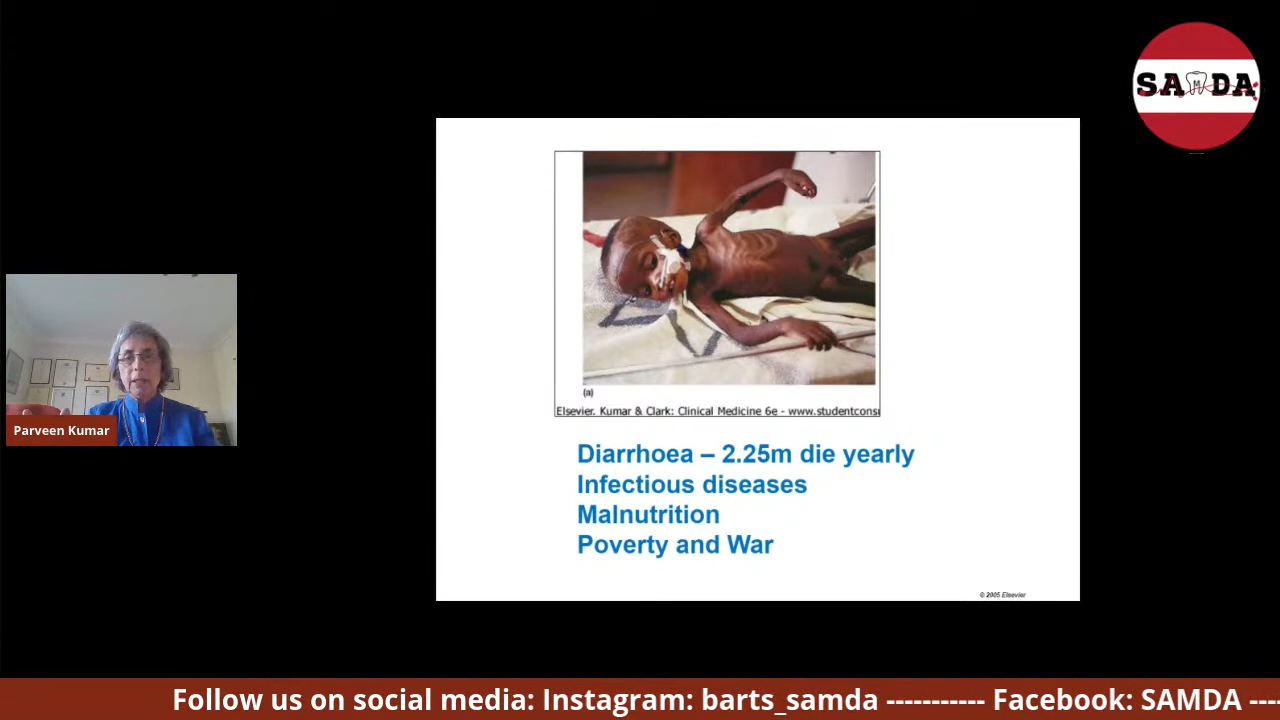 SAMDA
Parveen Kumar
(a)
Elsevier. Kumar & Clark: Clinical Medicine 6e - www.studentconsu
Diarrhoea – 2.25m die yearly
Infectious diseases
Malnutrition
Poverty and War
© 2005 Elsevier
Follow us on social media: Instagram: barts_samda ----------- Facebook: SAMDA ----